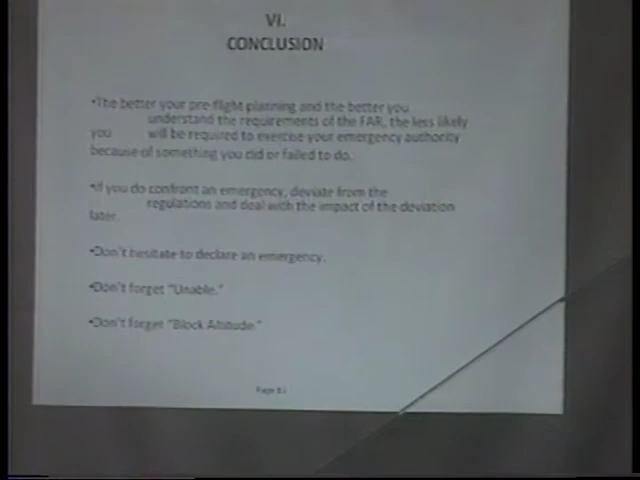 VI.
CONCLUSION
•The better your pre-flight planning and the better you
understand the requirements of the FAR, the less likely
you will be required to exercise your emergency authority
because of something you did or failed to do.
•If you do confront an emergency, deviate from the
regulations and deal with the impact of the deviation
later.
•Don't hesitate to declare an emergency.
•Don't forget "Unable."
•Don't forget "Block Altitude."
Page